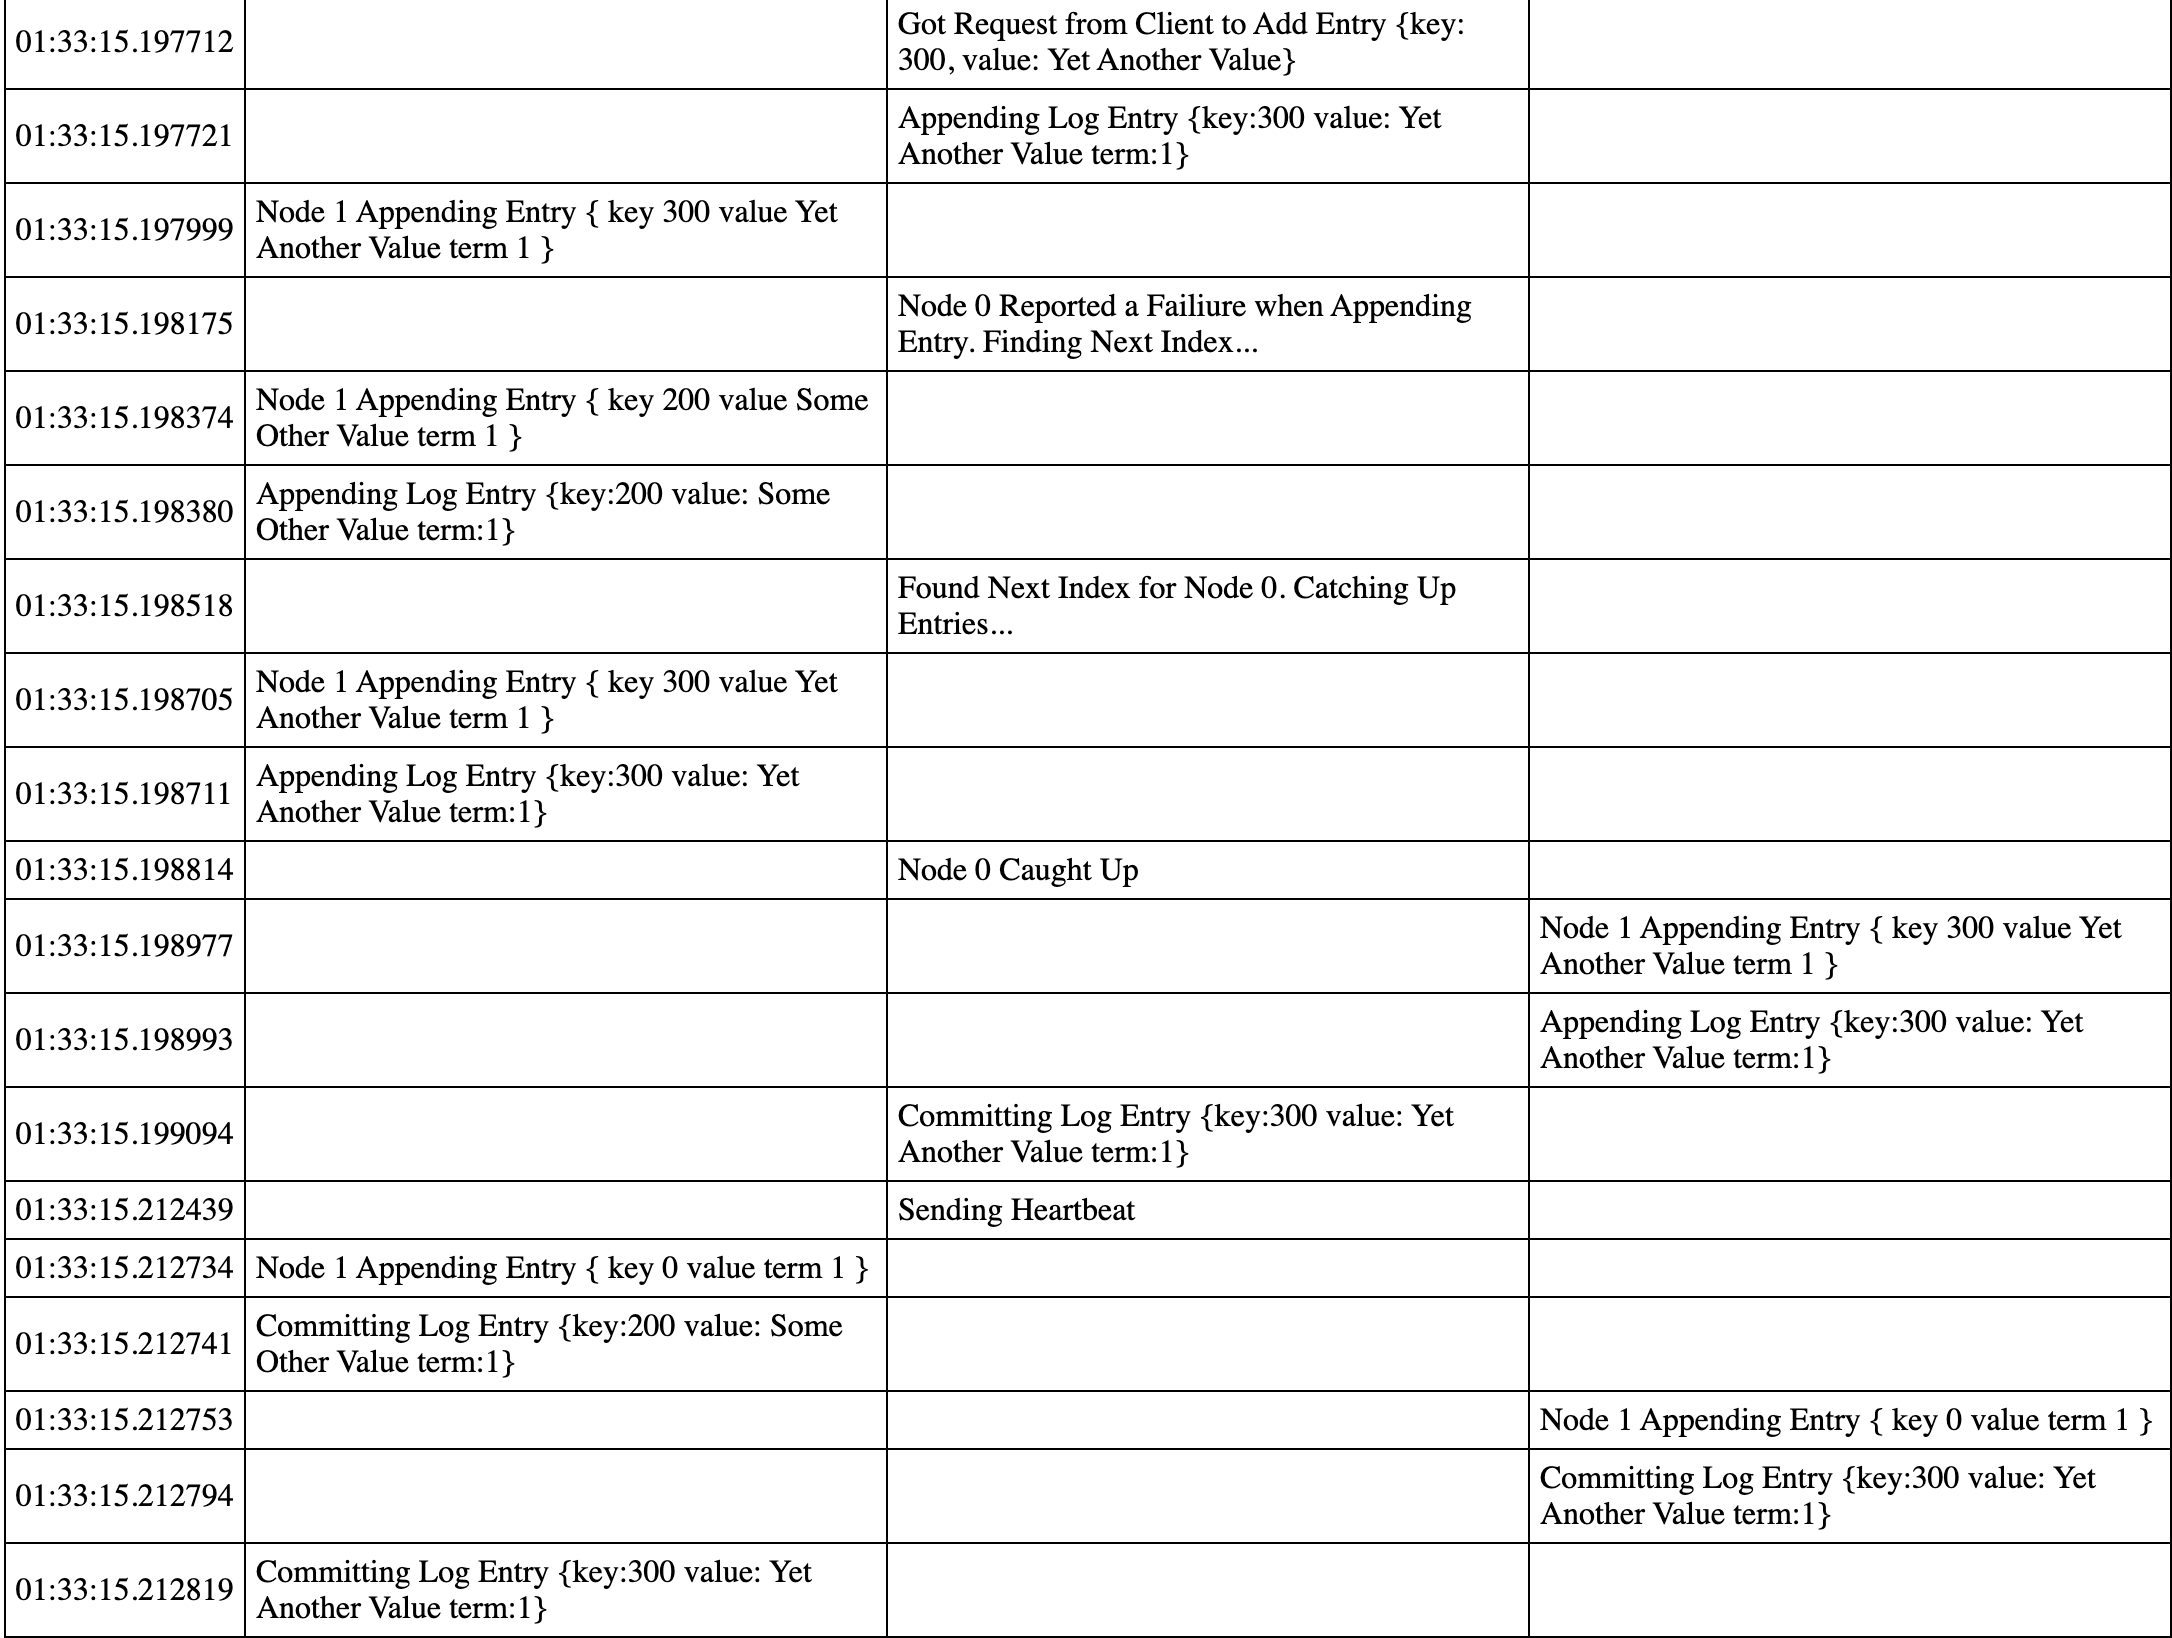 01:33:15.197712
Got Request from Client to Add Entry {key:
300, value: Yet Another Value}
01:33:15.197721
Appending Log Entry {key:300 value: Yet
Another Value term:1}
01:33:15.197999
Node 1 Appending Entry { key 300 value Yet
Another Value term 1 }
01:33:15.198175
Node 0 Reported a Failiure when Appending
Entry. Finding Next Index...
01:33:15.198374
Node 1 Appending Entry { key 200 value Some
Other Value term 1 }
01:33:15.198380
Appending Log Entry {key:200 value: Some
Other Value term:1}
01:33:15.198518
Found Next Index for Node 0. Catching Up
Entries...
01:33:15.198705
Node 1 Appending Entry { key 300 value Yet
Another Value term 1 }
01:33:15.198711
Appending Log Entry {key:300 value: Yet
Another Value term:1}
01:33:15.198814
Node 0 Caught Up
01:33:15.198977
Node 1 Appending Entry { key 300 value Yet
Another Value term 1 }
01:33:15.198993
Appending Log Entry {key:300 value: Yet
Another Value term:1}
01:33:15.199094
Committing Log Entry {key:300 value: Yet
Another Value term:1}
01:33:15.212439
Sending Heartbeat
01:33:15.212734
Node 1 Appending Entry { key 0 value term 1 }
01:33:15.212741
Committing Log Entry {key:200 value: Some
Other Value term:1}
01:33:15.212753
Node 1 Appending Entry { key 0 value term 1 }
01:33:15.212794
Committing Log Entry {key:300 value: Yet
Another Value term:1}
01:33:15.212819
Committing Log Entry {key:300 value: Yet
Another Value term:1}